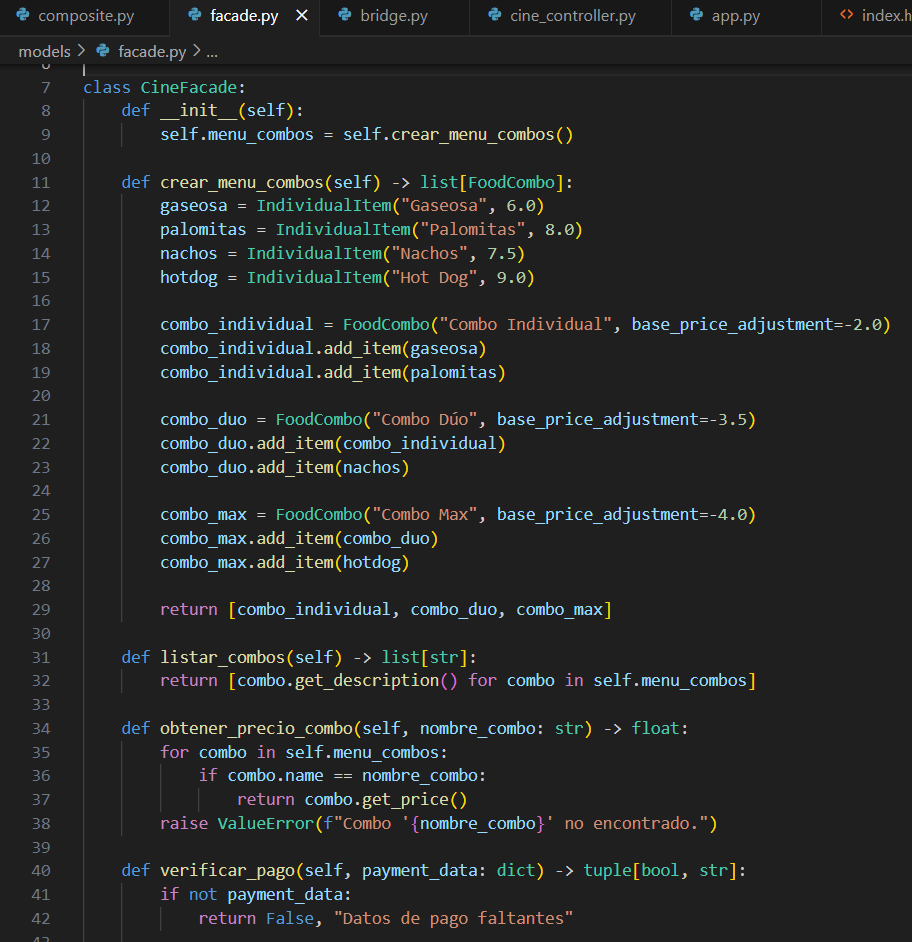 composite.py facade.py × bridge.py cine_controller.py app.py <> index.h
models > facade.py > ...
6
7 class CineFacade:
8     def __init__(self):
9         self.menu_combos = self.crear_menu_combos()
10
11     def crear_menu_combos(self) -> list[FoodCombo]:
12         gaseosa = IndividualItem("Gaseosa", 6.0)
13         palomitas = IndividualItem("Palomitas", 8.0)
14         nachos = IndividualItem("Nachos", 7.5)
15         hotdog = IndividualItem("Hot Dog", 9.0)
16
17         combo_individual = FoodCombo("Combo Individual", base_price_adjustment=-2.0)
18         combo_individual.add_item(gaseosa)
19         combo_individual.add_item(palomitas)
20
21         combo_duo = FoodCombo("Combo Dúo", base_price_adjustment=-3.5)
22         combo_duo.add_item(combo_individual)
23         combo_duo.add_item(nachos)
24
25         combo_max = FoodCombo("Combo Max", base_price_adjustment=-4.0)
26         combo_max.add_item(combo_duo)
27         combo_max.add_item(hotdog)
28
29         return [combo_individual, combo_duo, combo_max]
30
31     def listar_combos(self) -> list[str]:
32         return [combo.get_description() for combo in self.menu_combos]
33
34     def obtener_precio_combo(self, nombre_combo: str) -> float:
35         for combo in self.menu_combos:
36             if combo.name == nombre_combo:
37                 return combo.get_price()
38         raise ValueError(f"Combo '{nombre_combo}' no encontrado.")
39
40     def verificar_pago(self, payment_data: dict) -> tuple[bool, str]:
41         if not payment_data:
42             return False, "Datos de pago faltantes"
43